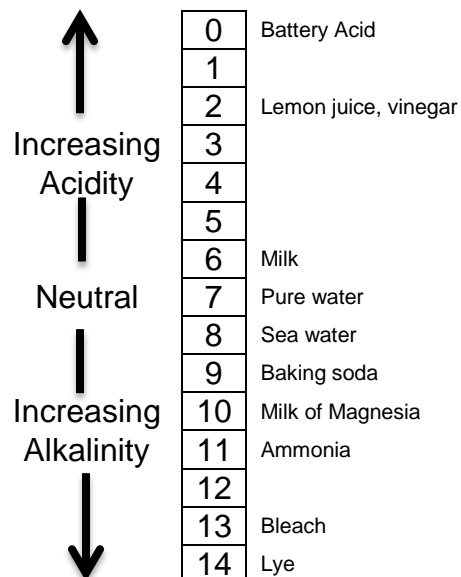 0 Battery Acid
1
2 Lemon juice, vinegar
Increasing
Acidity
3
4
5
6 Milk
Neutral
7 Pure water
8 Sea water
9 Baking soda
Increasing
Alkalinity
10 Milk of Magnesia
11 Ammonia
12
13 Bleach
14 Lye